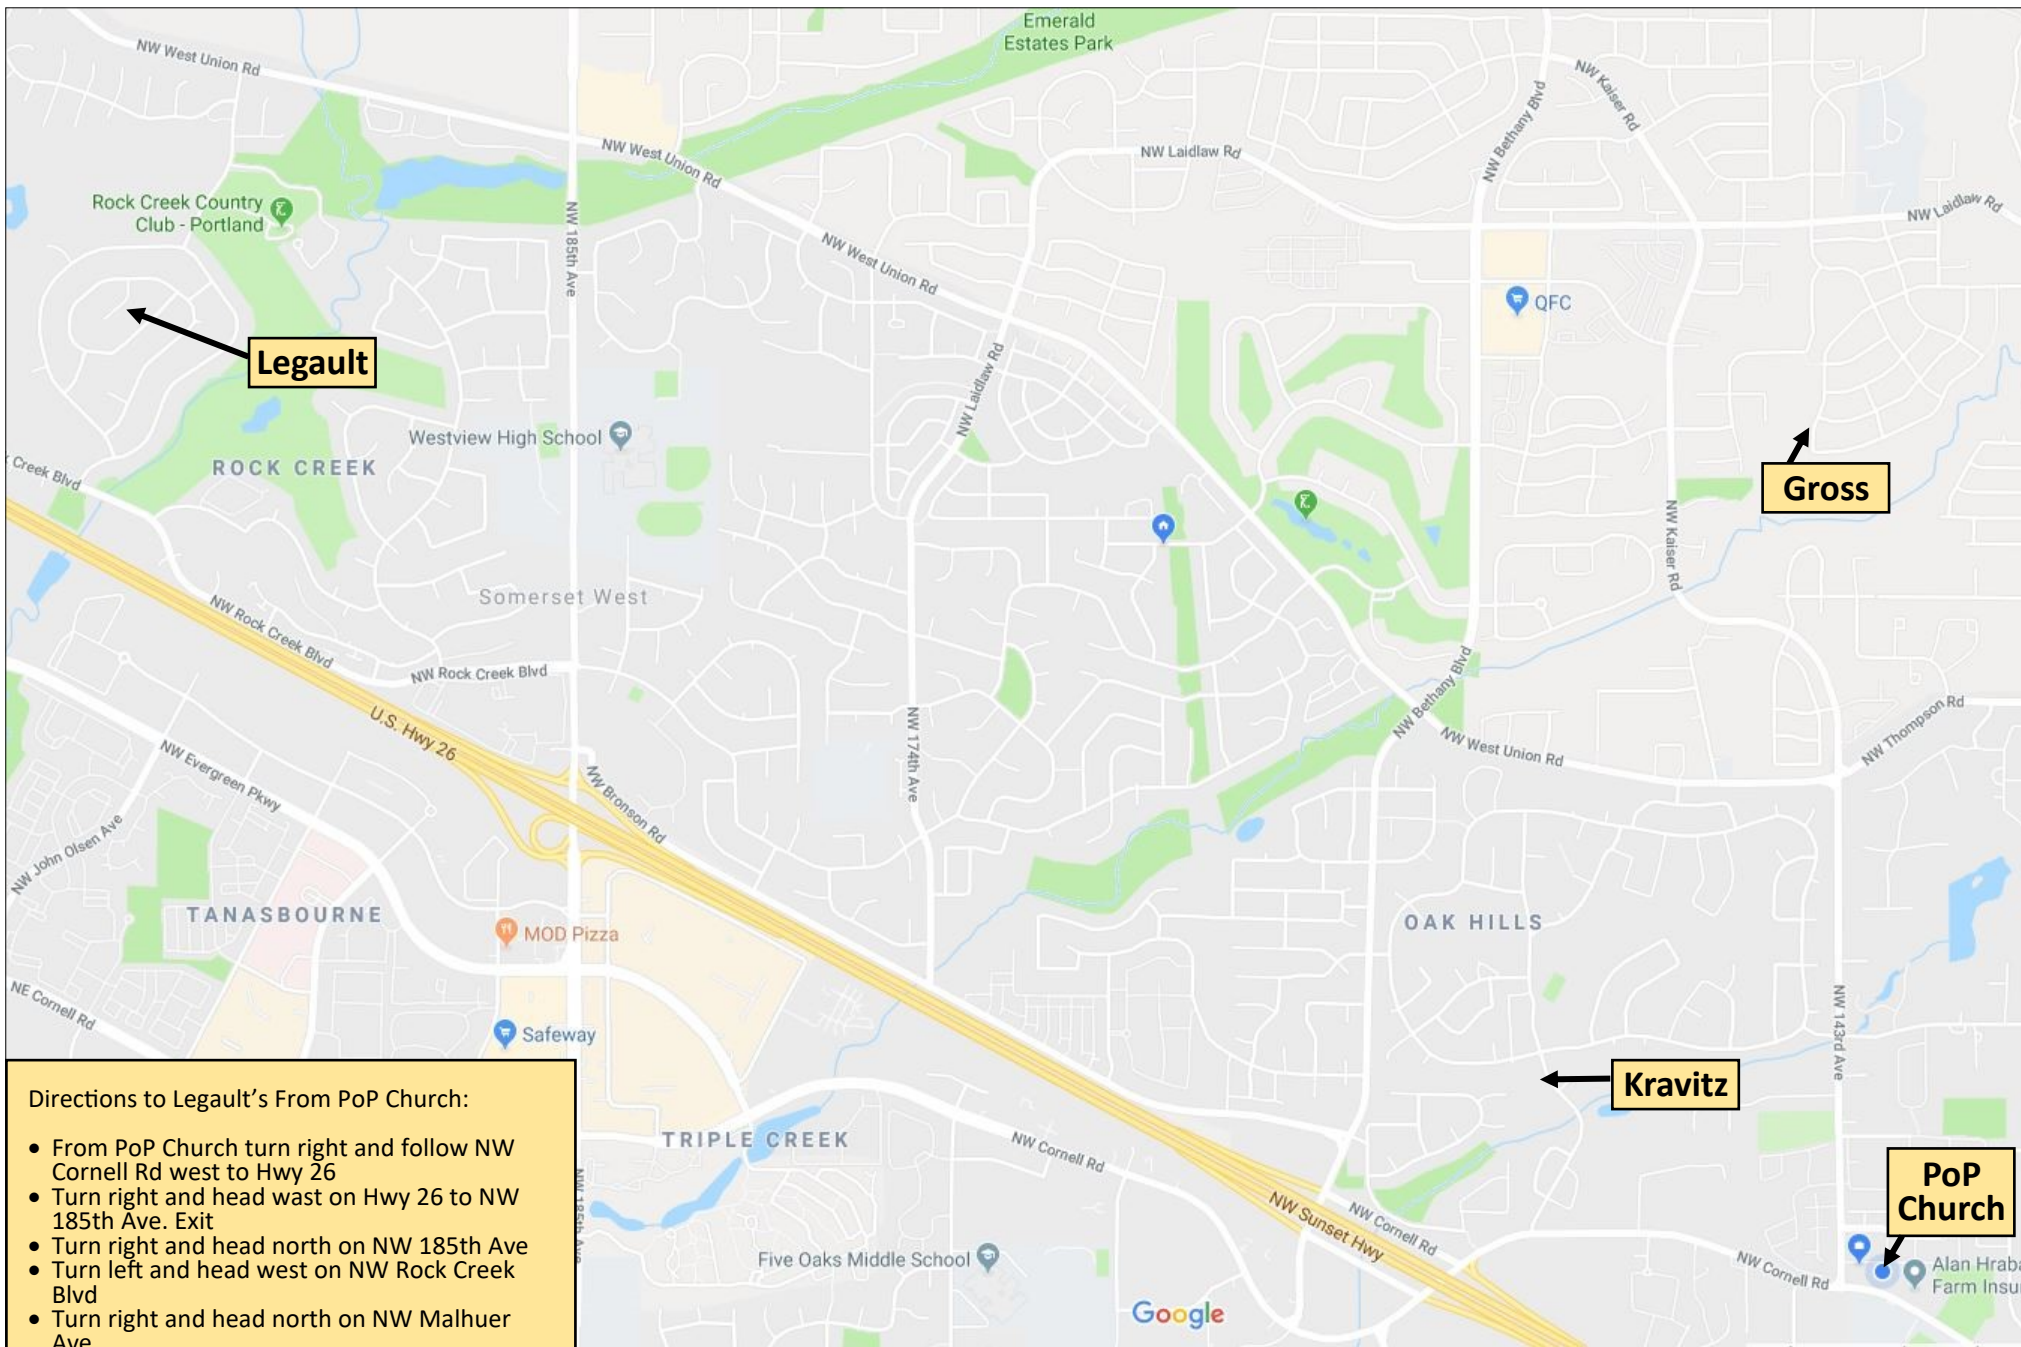 Emerald
Estates Park
NW West Union Rd
NW Kaiser Rd
NW Bethany Blvd
NW West Union Rd
NW Laidlaw Rd
Rock Creek Country
Club - Portland
NW 185th Ave
NW Laidlaw Rd
NW West Union Rd
QFC
Legault
NW Laidlaw Rd
Westview High School
ROCK CREEK
Creek Blvd
Gross
NW Kaiser Rd
Somerset West
NW Rock Creek Blvd
NW Rock Creek Blvd
NW Bethany Blvd
U.S. Hwy 26
NW 174th Ave
NW West Union Rd
NW Thompson Rd
NW Evergreen Pkwy
NW Bronson Rd
NW John Olsen Ave
TANASBOURNE
MOD Pizza
OAK HILLS
NE Cornell Rd
NW 143rd Ave
Safeway
Kravitz
TRIPLE CREEK
NW Cornell Rd
NW 185th Ave
PoP
Church
NW Sunset Hwy
NW Cornell Rd
Five Oaks Middle School
NW Cornell Rd
Alan Hraba
Farm Insu
Google
Directions to Legault's From PoP Church:
• From PoP Church turn right and follow NW
Cornell Rd west to Hwy 26
• Turn right and head wast on Hwy 26 to NW
185th Ave. Exit
• Turn right and head north on NW 185th Ave
• Turn left and head west on NW Rock Creek
Blvd
• Turn right and head north on NW Malhuer
Ave